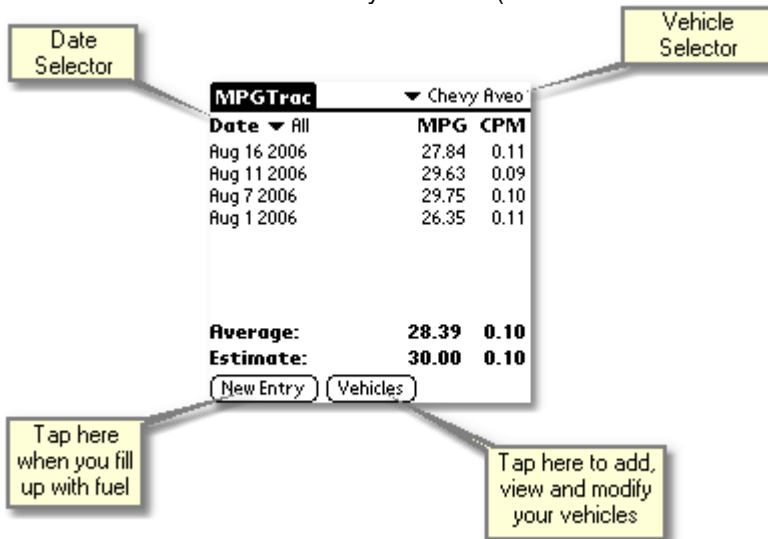 Date
Selector
Vehicle
Selector
MPGTrac Chevy Aveo
Date All MPG CPM
Aug 16 2006 27.84 0.11
Aug 11 2006 29.63 0.09
Aug 7 2006 29.75 0.10
Aug 1 2006 26.35 0.11
Average: 28.39 0.10
Estimate: 30.00 0.10
New Entry Vehicles
Tap here
when you fill
up with fuel
Tap here to add,
view and modify
your vehicles